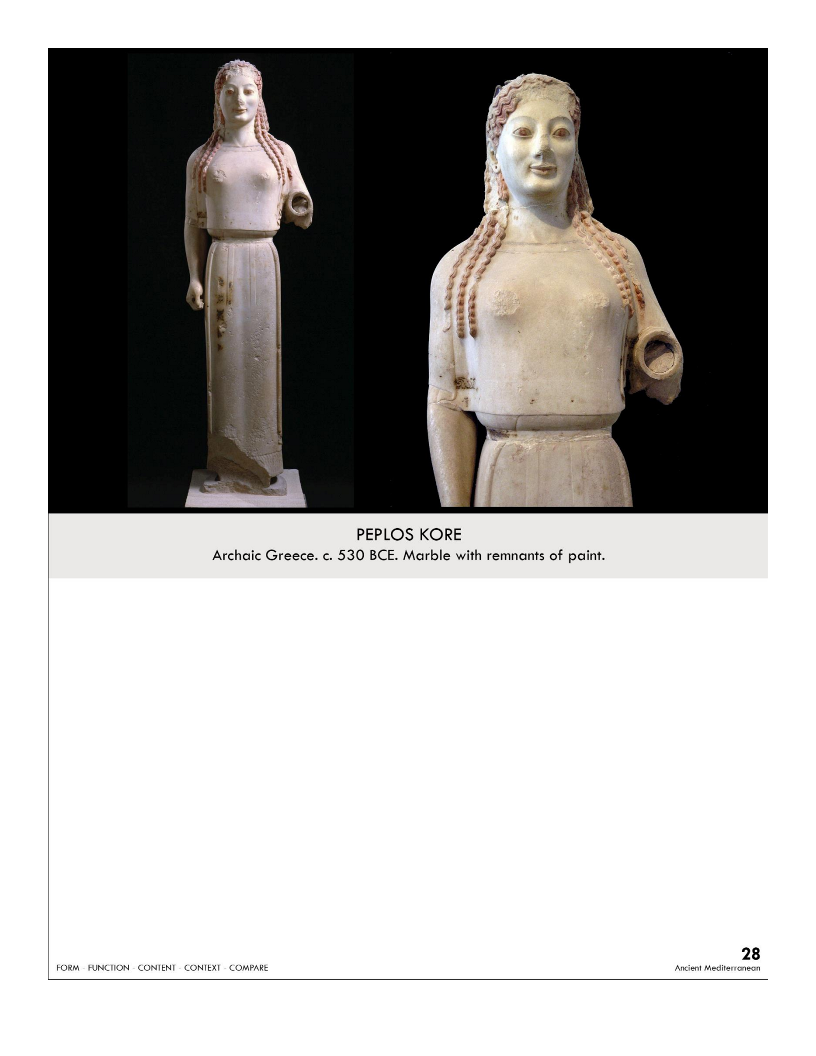 PEPLOS KORE
Archaic Greece. c. 530 BCE. Marble with remnants of paint.
28
FORM - FUNCTION - CONTENT - CONTEXT - COMPARE
Ancient Mediterranean